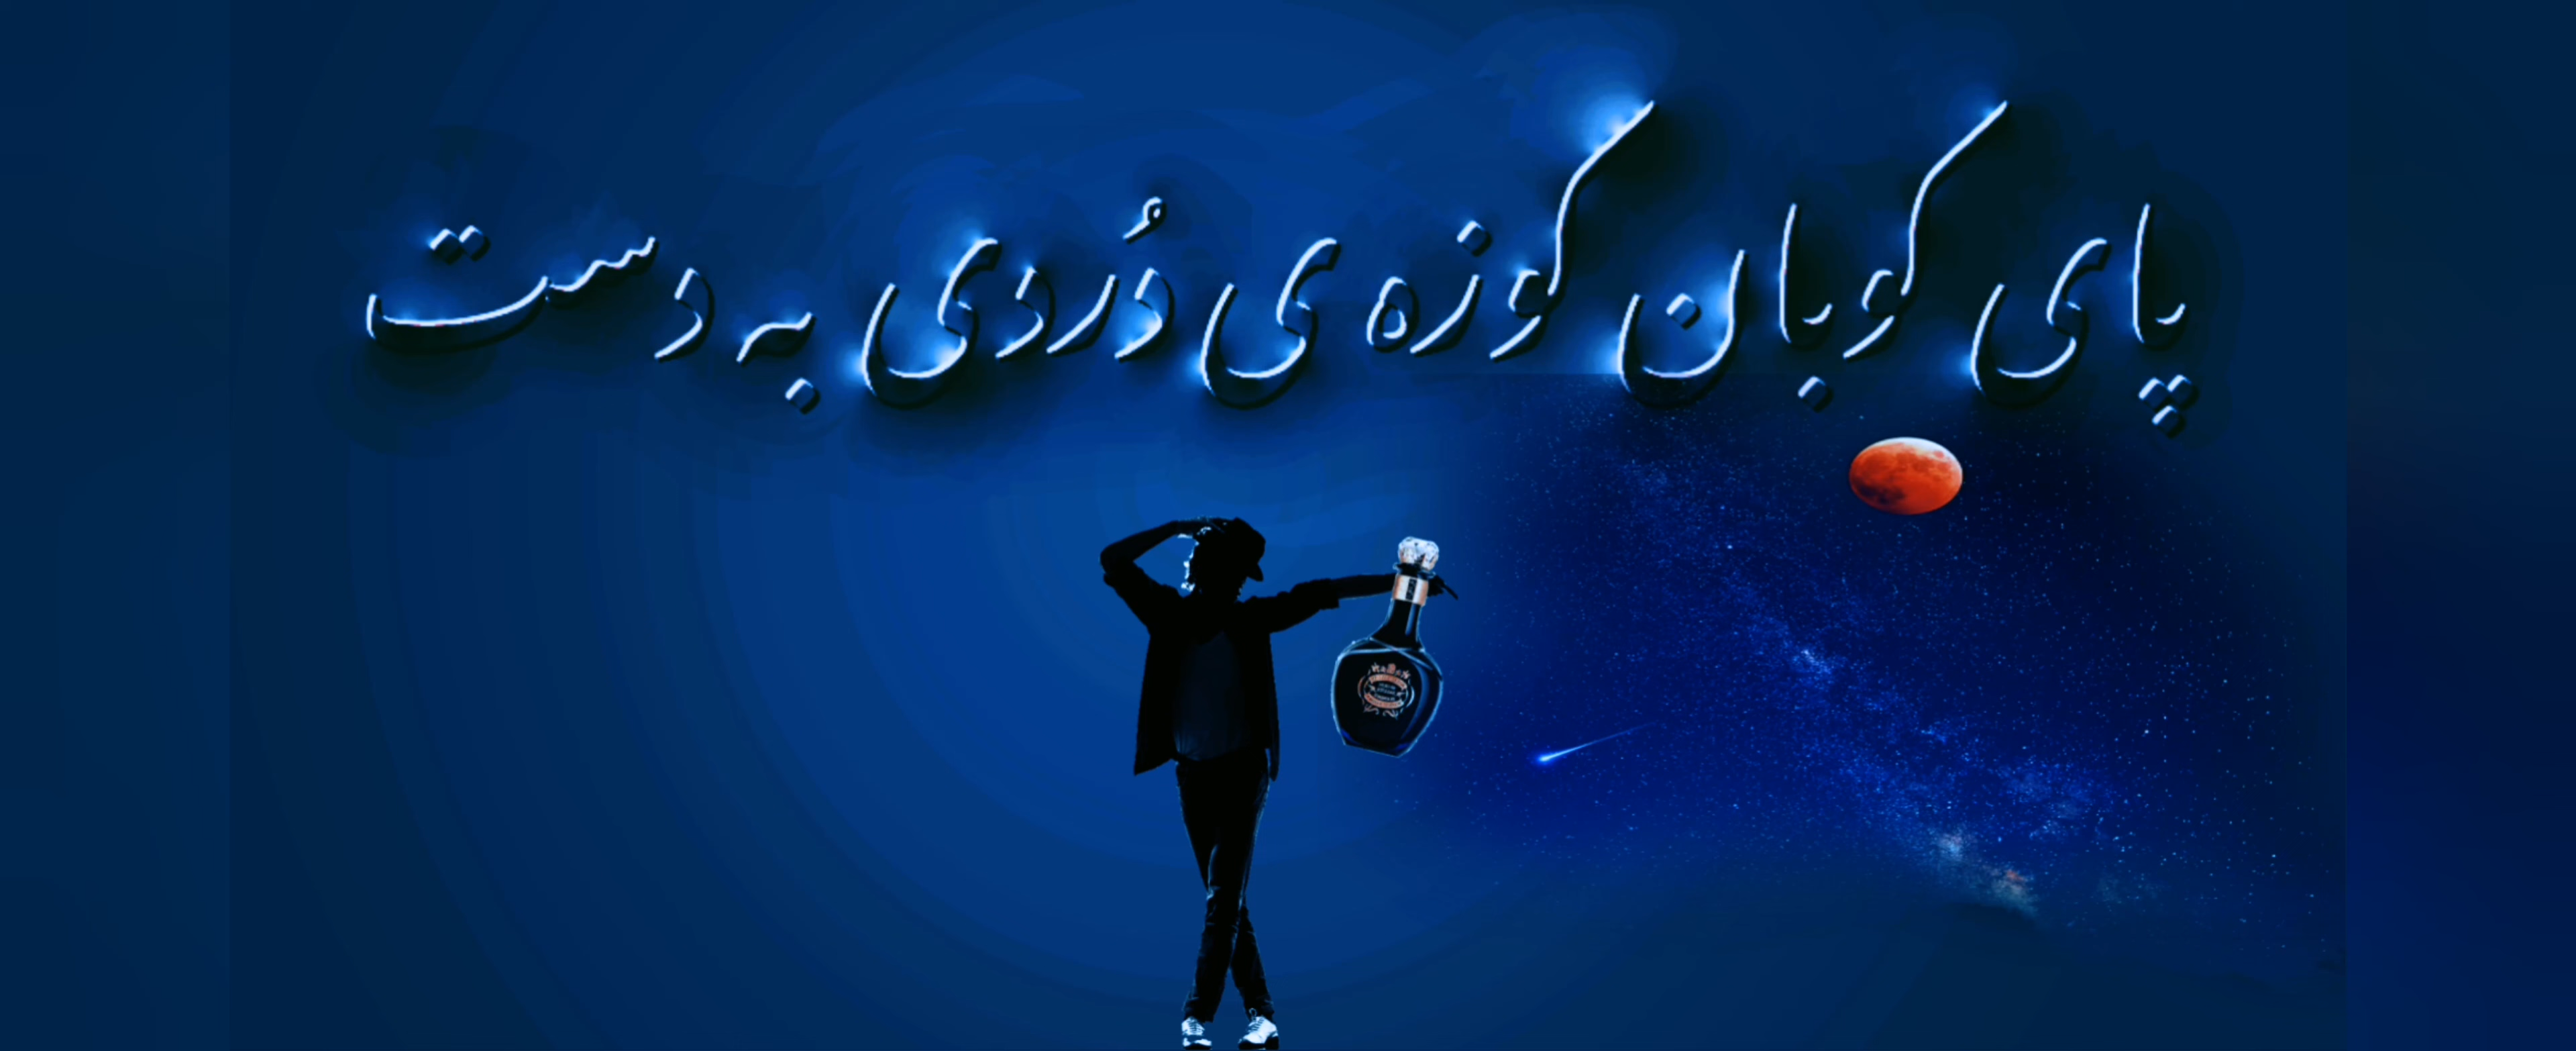 پای کوبان کوزه ی دُردی به دست